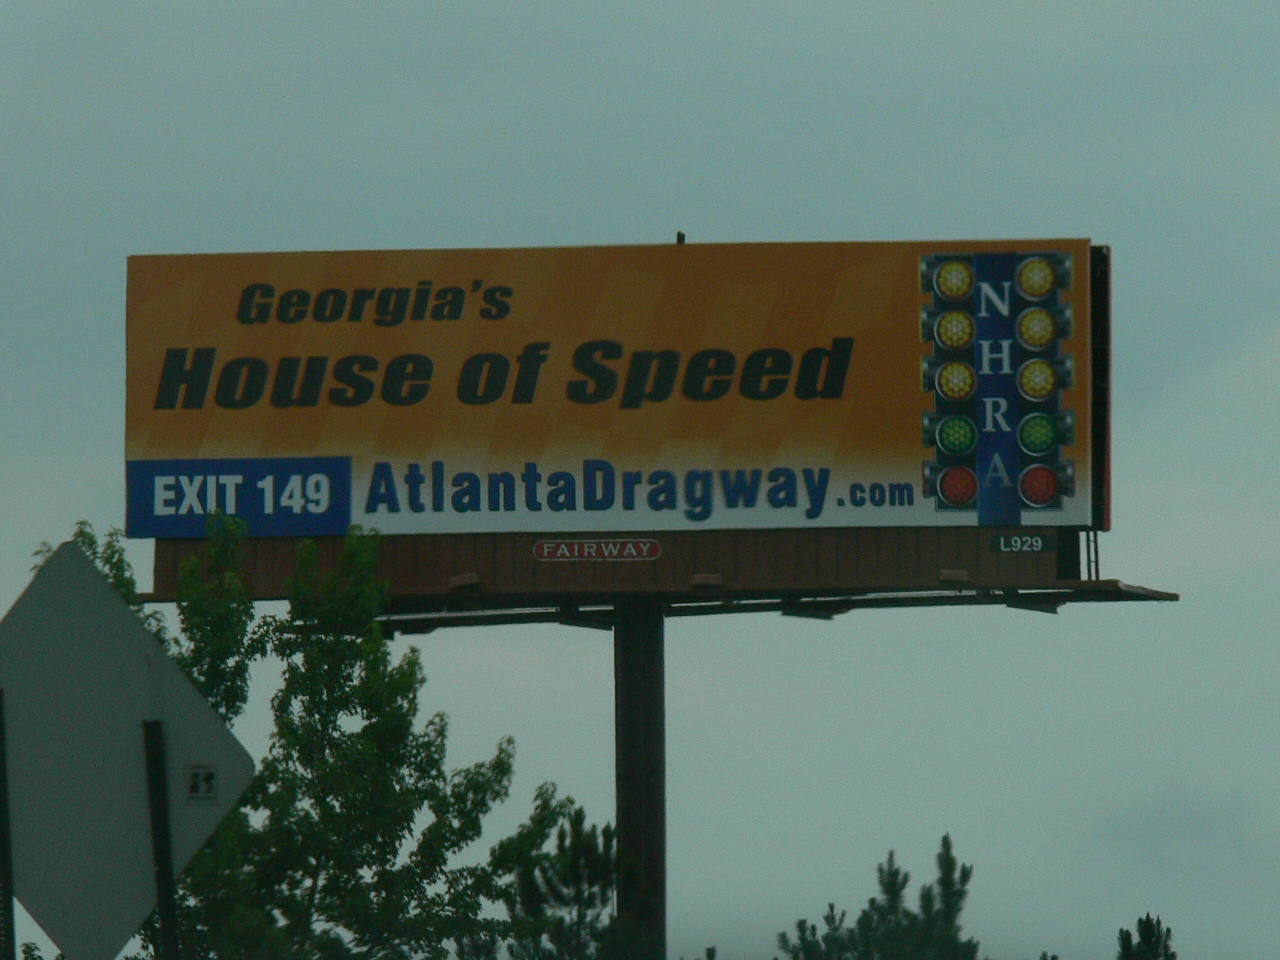 Georgia's
House of Speed
EXIT 149 AtlantaDragway.com
NHRA
FAIRWAY
L929